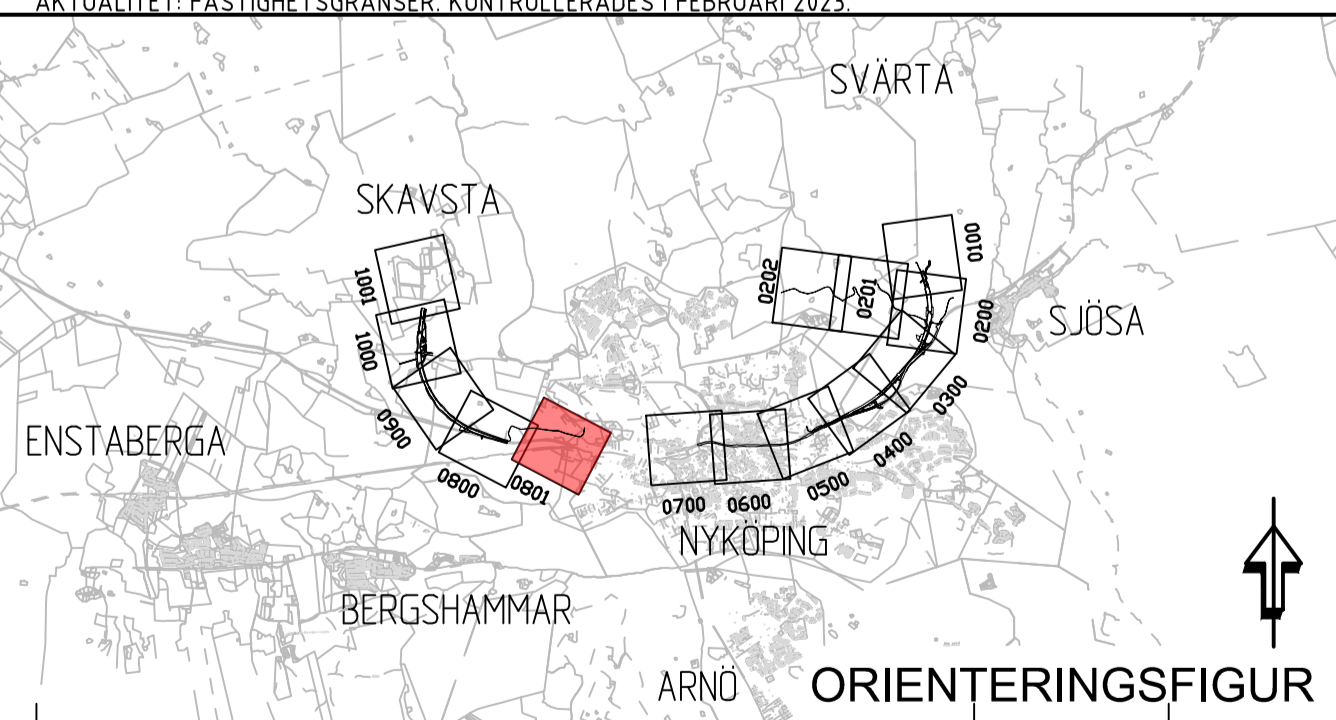 AKTUALITET: FASTIGHETSGRÄNSER. KONTROLLERADES I FEBRUARI 2023.
SVÄRTA
SKAVSTA
0100
0202
0201
1001
0200
SJÖSA
1000
0300
0900
ENSTABERGA
0400
0800
0801
0500
0700
0600
NYKÖPING
BERGSHAMMAR
ARNÖ
ORIENTERINGSFIGUR